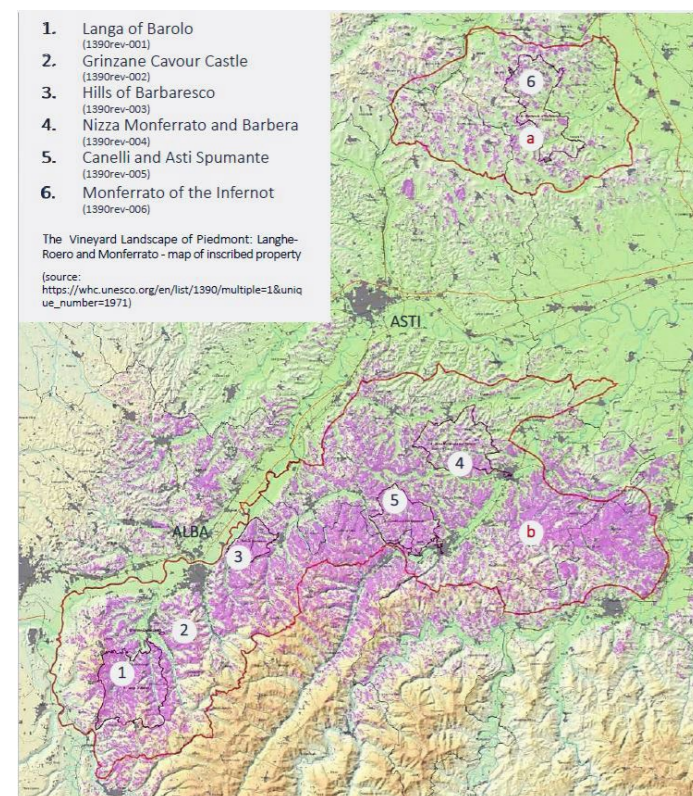 1. Langa of Barolo
(1390rev-001)
2. Grinzane Cavour Castle
(1390rev-002)
3. Hills of Barbaresco
(1390rev-003)
4. Nizza Monferrato and Barbera
(1390rev-004)
5. Canelli and Asti Spumante
(1390rev-005)
6. Monferrato of the Infernot
(1390rev-006)
The Vineyard Landscape of Piedmont: Langhe-
Roero and Monferrato - map of inscribed property
(source:
https://whc.unesco.org/en/list/1390/multiple=1&uniq
ue_number=1971)
6
a
ASTI
4
5
b
ALBA
3
2
1